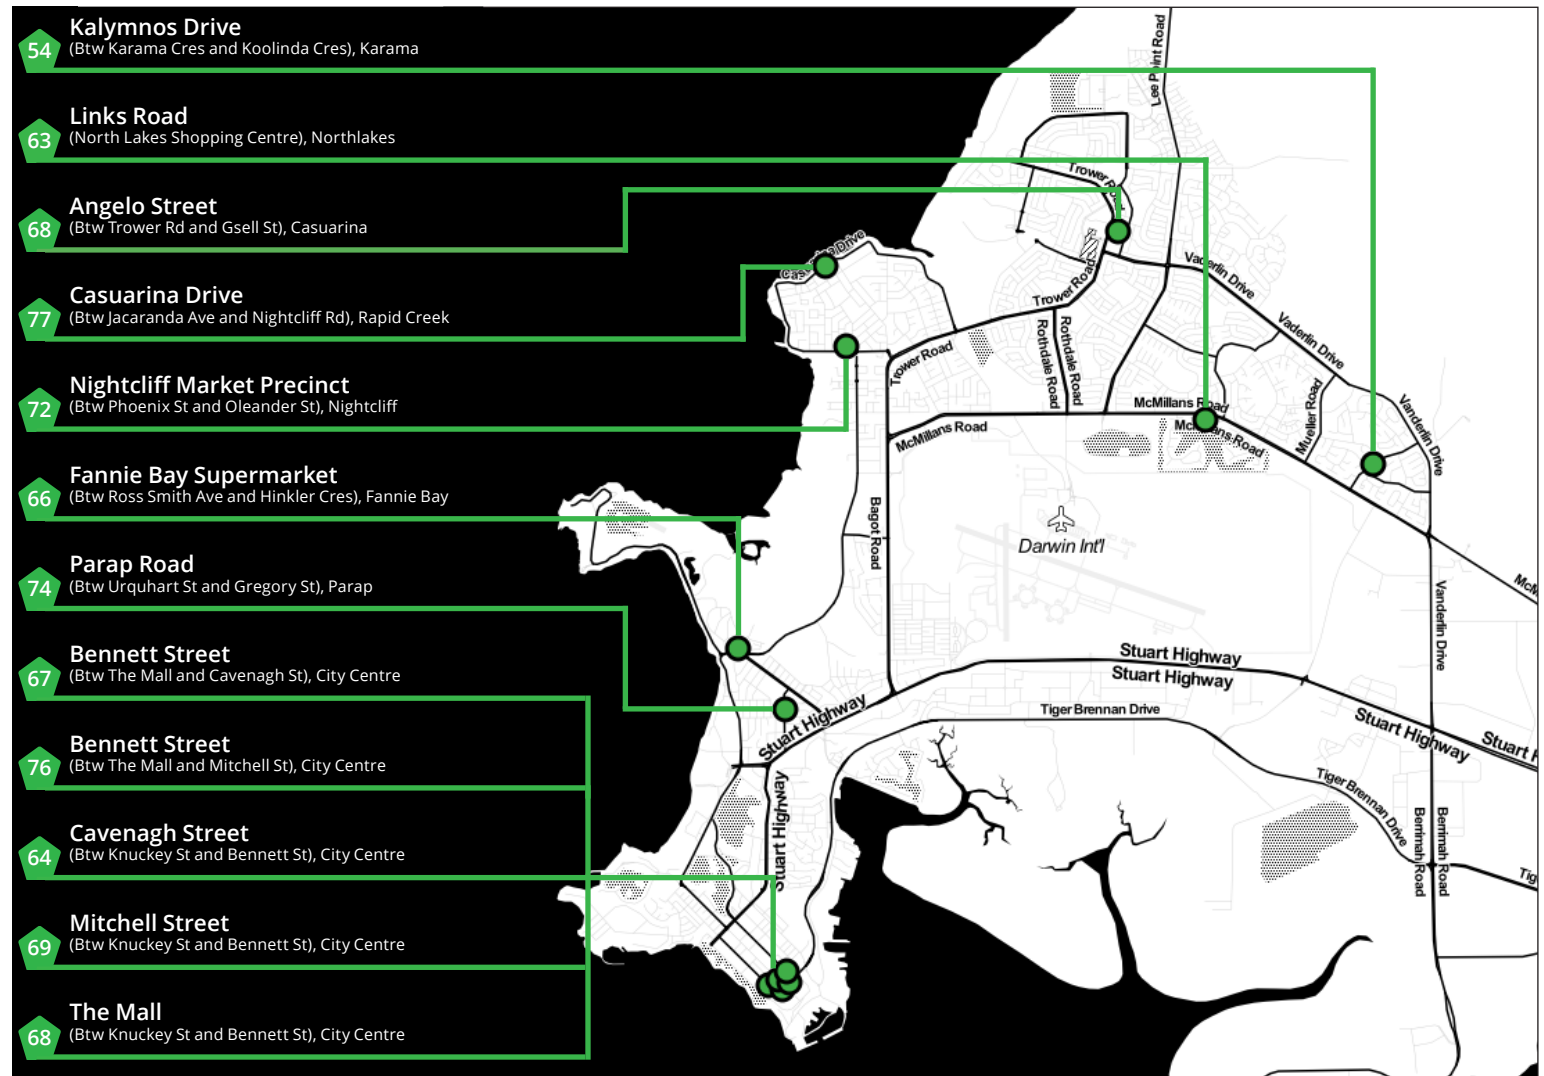 Kalymnos Drive
54
(Btw Karama Cres and Koolinda Cres), Karama
Links Road
63
(North Lakes Shopping Centre), Northlakes
Angelo Street
68
(Btw Trower Rd and Gsell St), Casuarina
Casuarina Drive
77
(Btw Jacaranda Ave and Nightcliff Rd), Rapid Creek
Nightcliff Market Precinct
72
(Btw Phoenix St and Oleander St), Nightcliff
Fannie Bay Supermarket
66
(Btw Ross Smith Ave and Hinkler Cres), Fannie Bay
Parap Road
74
(Btw Urquhart St and Gregory St), Parap
Bennett Street
67
(Btw The Mall and Cavenagh St), City Centre
Bennett Street
76
(Btw The Mall and Mitchell St), City Centre
Cavenagh Street
64
(Btw Knuckey St and Bennett St), City Centre
Mitchell Street
69
(Btw Knuckey St and Bennett St), City Centre
The Mall
68
(Btw Knuckey St and Bennett St), City Centre
Lee Point Road
Trower Road
Drive
Vaderlin Drive
Trower Road
Vaderlin Drive
Rothdale Road
Rothdale Road
Trower Road
McMillans Road
McMillans Road
McMillans Road
Mueller Road
Vanderlin Drive
Bagot Road
Darwin Int'l
Vanderlin Drive
Stuart Highway
Stuart Highway
Tiger Brennan Drive
Stuart Highway
Stuart Highway
Stuart Highway
Stuart
Tiger Brennan Drive
Berrimah Road
Berrimah Road